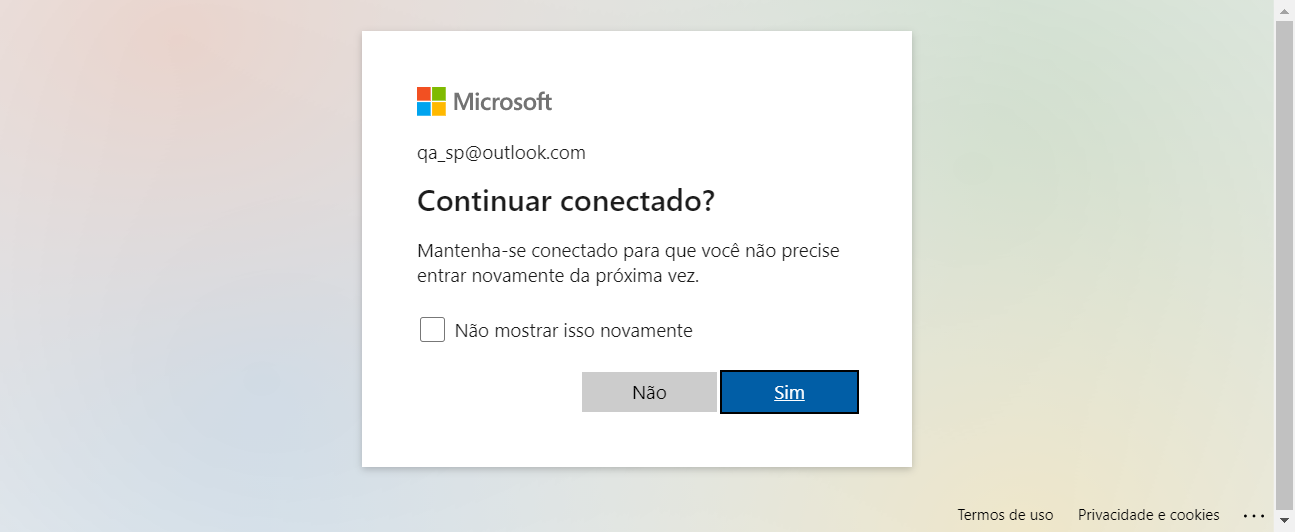 Microsoft
qa_sp@outlook.com
Continuar conectado?
Mantenha-se conectado para que você não precise
entrar novamente da próxima vez.
Não mostrar isso novamente
Não
Sim
Termos de uso
Privacidade e cookies
...